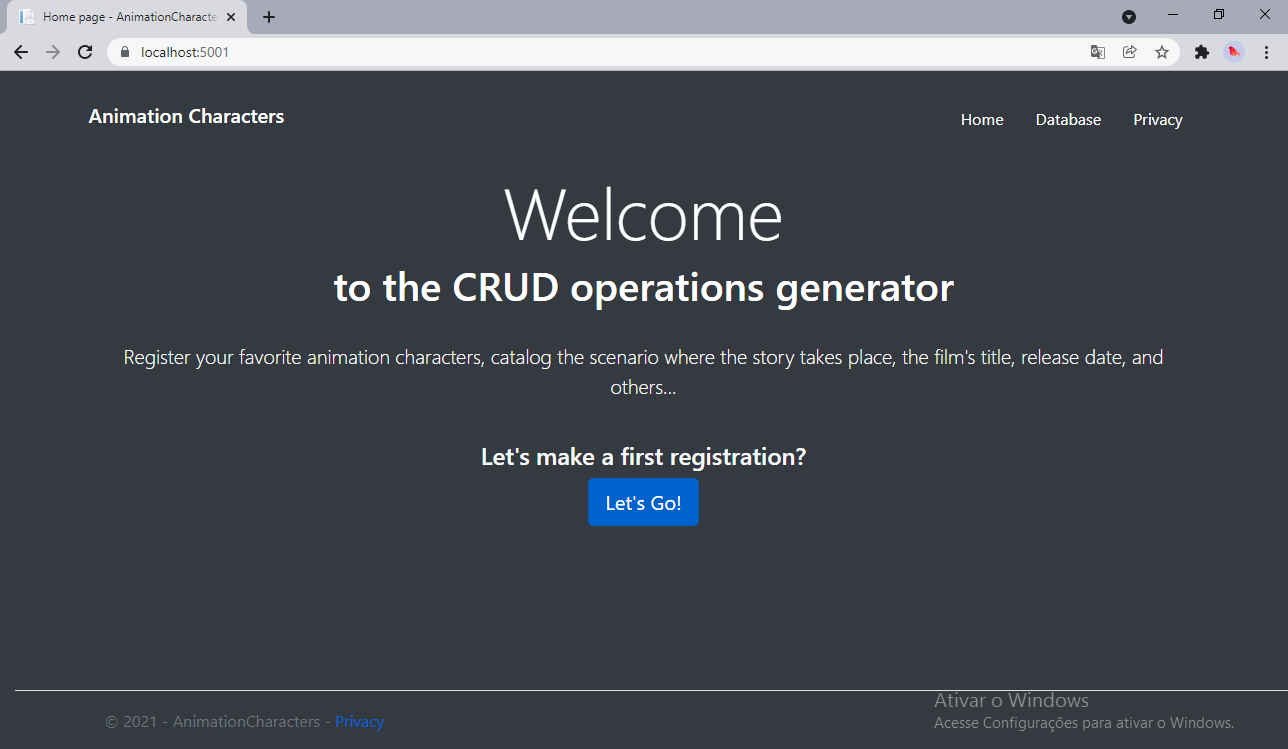 Home page - AnimationCharacte
localhost:5001
Animation Characters
Home Database Privacy
Welcome
to the CRUD operations generator
Register your favorite animation characters, catalog the scenario where the story takes place, the film's title, release date, and
others...
Let's make a first registration?
Let's Go!
Ativar o Windows
Acesse Configurações para ativar o Windows.
© 2021 - AnimationCharacters - Privacy